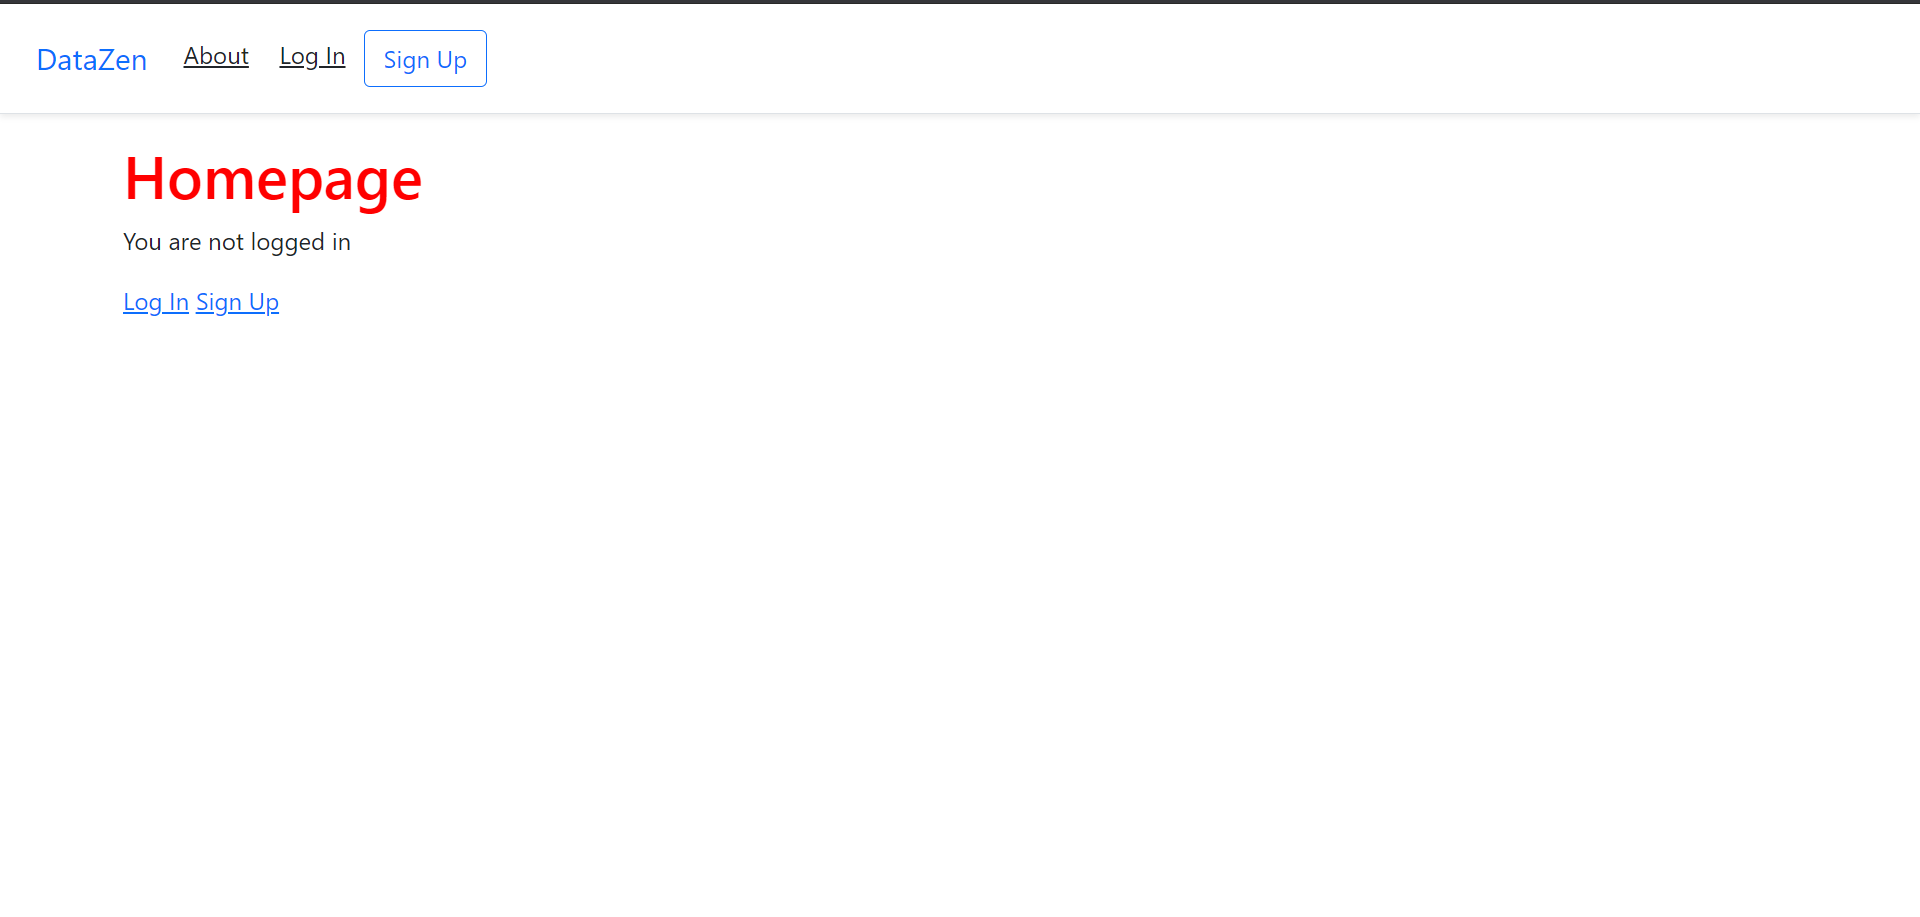 DataZen About Log In Sign Up
Homepage
You are not logged in
Log In Sign Up